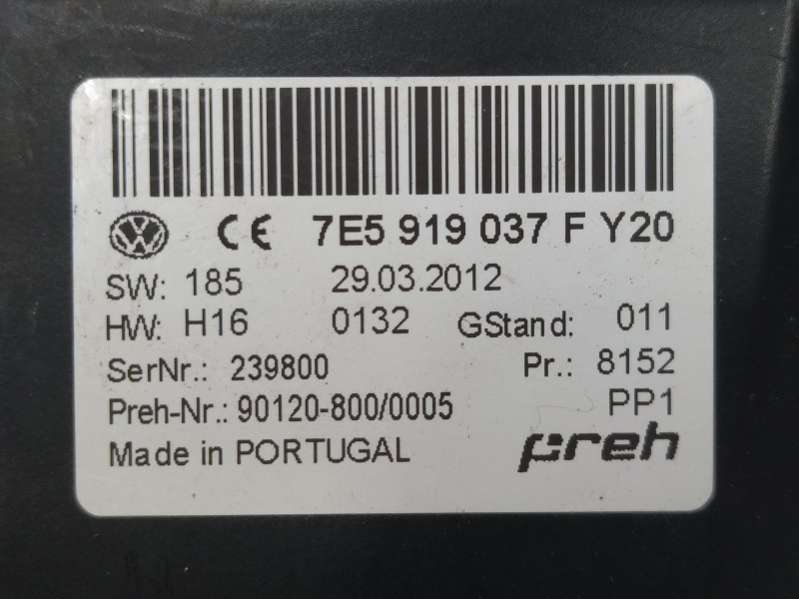 CE 7E5 919 037 F Y20
SW: 185 29.03.2012
HW: H16 0132 GStand: 011
SerNr.: 239800 Pr.: 8152
Preh-Nr.: 90120-800/0005 PP1
Made in PORTUGAL preh